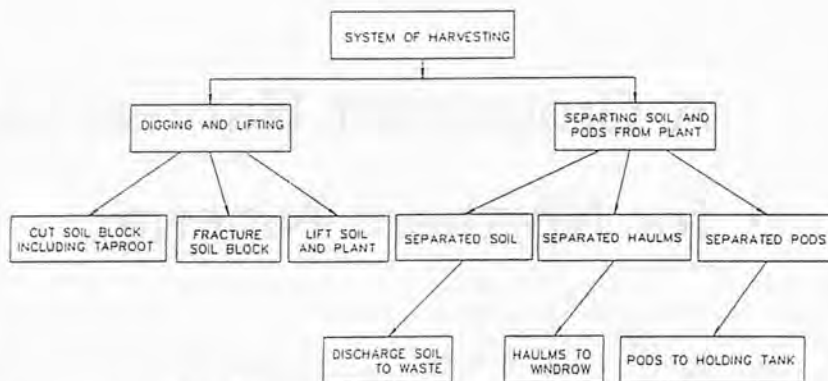 SYSTEM OF HARVESTING
DIGGING AND LIFTING
SEPARTING SOIL AND
PODS FROM PLANT
CUT SOIL BLOCK
INCLUDING TAPROOT
FRACTURE
SOIL BLOCK
LIFT SOIL
AND PLANT
SEPARATED SOIL
SEPARATED HAULMS
SEPARATED PODS
DISCHARGE SOIL
TO WASTE
HAULMS TO
WINDROW
PODS TO HOLDING TANK